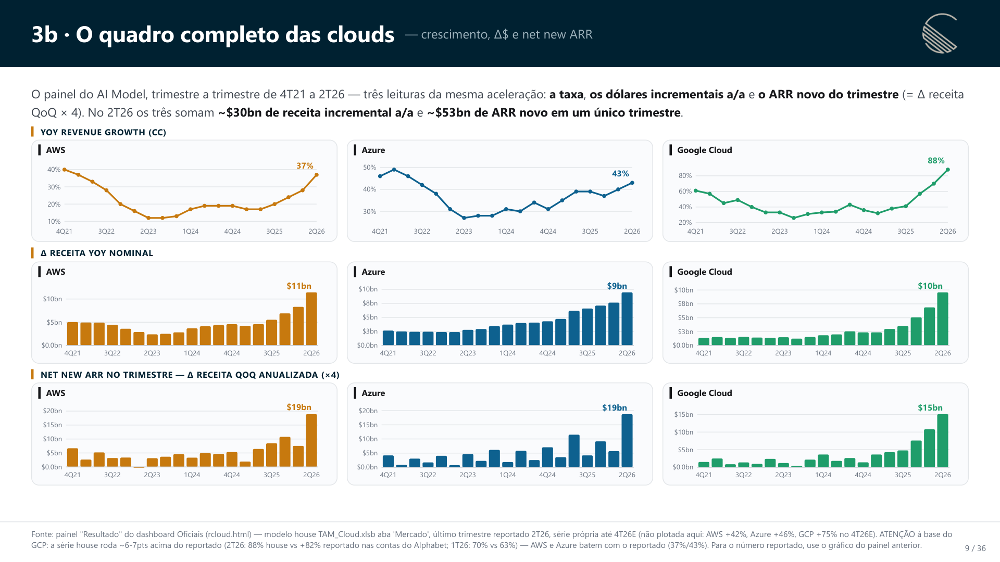 3b · O quadro completo das clouds — crescimento, Δ$ e net new ARR
O painel do AI Model, trimestre a trimestre de 4T21 a 2T26 — três leituras da mesma aceleração: a taxa, os dólares incrementais a/a e o ARR novo do trimestre (= Δ receita
QoQ × 4). No 2T26 os três somam ~$30bn de receita incremental a/a e ~$53bn de ARR novo em um único trimestre.
YOY REVENUE GROWTH (CC)
AWS
37%
40%
30%
20%
10%
4Q21 3Q22 2Q23 1Q24 4Q24 3Q25 2Q26
Azure
43%
50%
40%
30%
4Q21 3Q22 2Q23 1Q24 4Q24 3Q25 2Q26
Google Cloud
88%
80%
60%
40%
20%
4Q21 3Q22 2Q23 1Q24 4Q24 3Q25 2Q26
Δ RECEITA YOY NOMINAL
AWS
$11bn
$10bn
$5bn
$0.0bn
4Q21 3Q22 2Q23 1Q24 4Q24 3Q25 2Q26
Azure
$9bn
$10bn
$8bn
$5bn
$3bn
$0.0bn
4Q21 3Q22 2Q23 1Q24 4Q24 3Q25 2Q26
Google Cloud
$10bn
$10bn
$8bn
$5bn
$3bn
$0.0bn
4Q21 3Q22 2Q23 1Q24 4Q24 3Q25 2Q26
NET NEW ARR NO TRIMESTRE — Δ RECEITA QOQ ANUALIZADA (×4)
AWS
$19bn
$20bn
$15bn
$10bn
$5bn
$0.0bn
4Q21 3Q22 2Q23 1Q24 4Q24 3Q25 2Q26
Azure
$19bn
$20bn
$15bn
$10bn
$5bn
$0.0bn
4Q21 3Q22 2Q23 1Q24 4Q24 3Q25 2Q26
Google Cloud
$15bn
$15bn
$10bn
$5bn
$0.0bn
4Q21 3Q22 2Q23 1Q24 4Q24 3Q25 2Q26
Fonte: painel "Resultado" do dashboard Oficiais (rcloud.html) — modelo house TAM_Cloud.xlsb aba 'Mercado', último trimestre reportado 2T26, série própria até 4T26E (não plotada aqui: AWS +42%, Azure +46%, GCP +75% no 4T26E). ATENÇÃO à base do
GCP: a série house roda ~6-7pts acima do reportado (2T26: 88% house vs +82% reportado nas contas do Alphabet; 1T26: 70% vs 63%) — AWS e Azure batem com o reportado (37%/43%). Para o número reportado, use o gráfico do painel anterior.
9 / 36